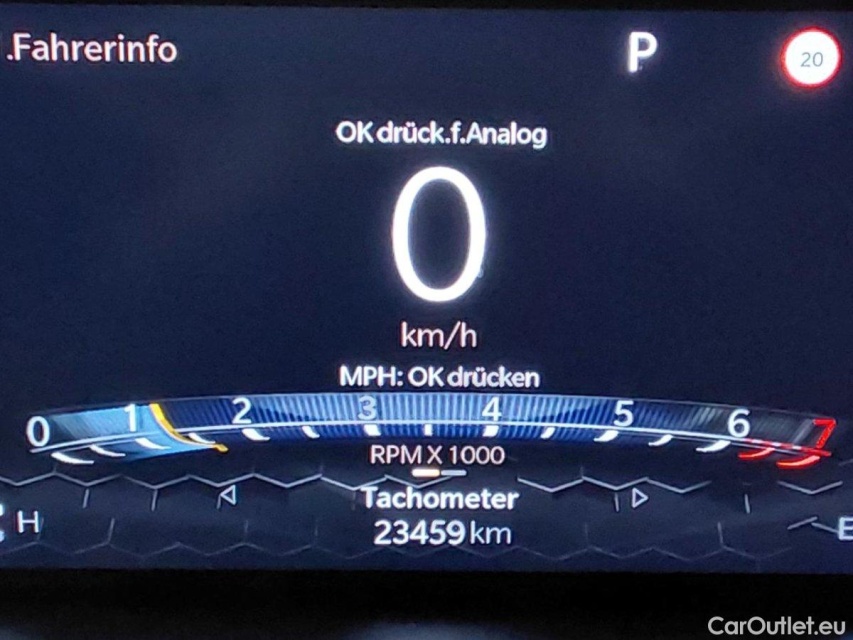 .Fahrerinfo P 20
OK drück.f.Analog
0
km/h
MPH: OK drücken
0 1 2 3 4 5 6 7
RPM X 1000
Tachometer
H 23459 km E
CarOutlet.eu